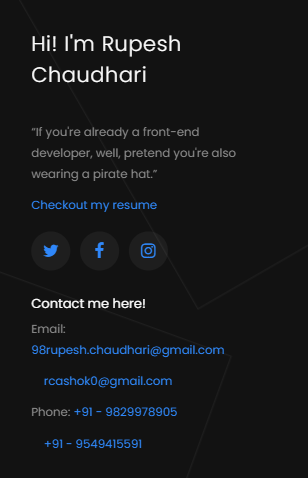 Hi! I'm Rupesh
Chaudhari
“If you're already a front-end
developer, well, pretend you're also
wearing a pirate hat.”
Checkout my resume
Contact me here!
Email:
98rupesh.chaudhari@gmail.com
rcashok0@gmail.com
Phone: +91 - 9829978905
+91 - 9549415591